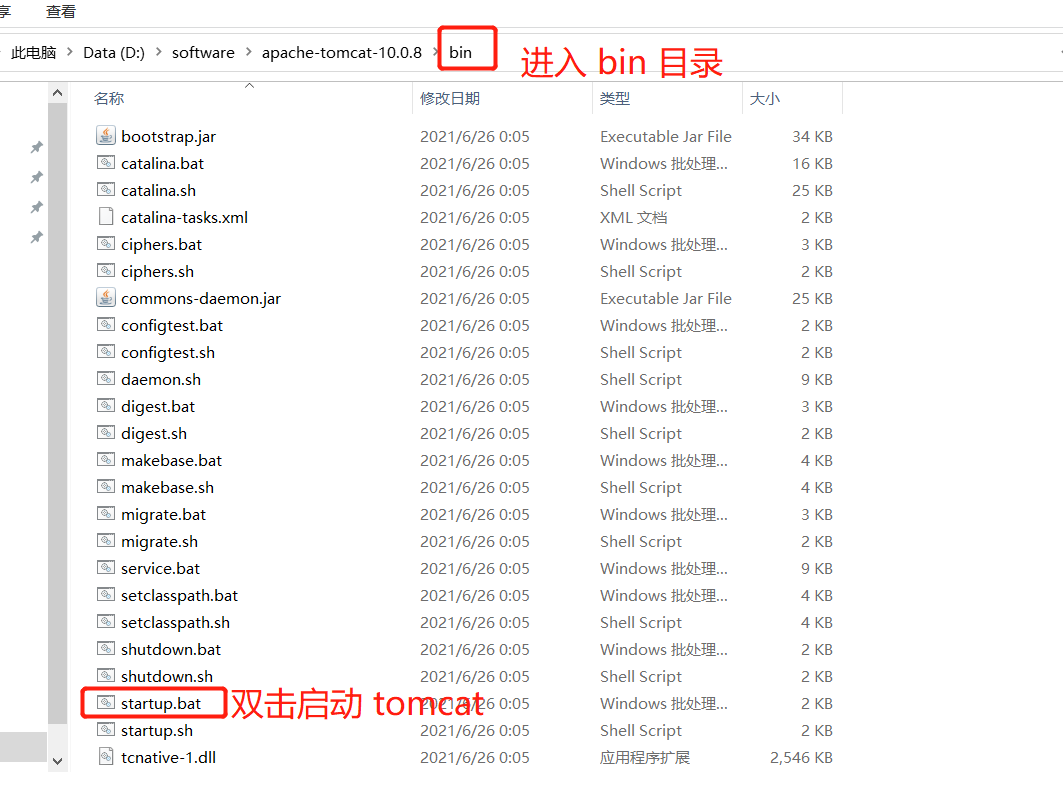 享 查看
此电脑 > Data (D:) > software > apache-tomcat-10.0.8 > bin 进入 bin 目录
名称 修改日期 类型 大小
bootstrap.jar 2021/6/26 0:05 Executable Jar File 34 KB
catalina.bat 2021/6/26 0:05 Windows 批处理... 16 KB
catalina.sh 2021/6/26 0:05 Shell Script 25 KB
catalina-tasks.xml 2021/6/26 0:05 XML 文档 2 KB
ciphers.bat 2021/6/26 0:05 Windows 批处理... 3 KB
ciphers.sh 2021/6/26 0:05 Shell Script 2 KB
commons-daemon.jar 2021/6/26 0:05 Executable Jar File 25 KB
configtest.bat 2021/6/26 0:05 Windows 批处理... 2 KB
configtest.sh 2021/6/26 0:05 Shell Script 2 KB
daemon.sh 2021/6/26 0:05 Shell Script 9 KB
digest.bat 2021/6/26 0:05 Windows 批处理... 3 KB
digest.sh 2021/6/26 0:05 Shell Script 2 KB
makebase.bat 2021/6/26 0:05 Windows 批处理... 4 KB
makebase.sh 2021/6/26 0:05 Shell Script 4 KB
migrate.bat 2021/6/26 0:05 Windows 批处理... 3 KB
migrate.sh 2021/6/26 0:05 Shell Script 2 KB
service.bat 2021/6/26 0:05 Windows 批处理... 9 KB
setclasspath.bat 2021/6/26 0:05 Windows 批处理... 4 KB
setclasspath.sh 2021/6/26 0:05 Shell Script 4 KB
shutdown.bat 2021/6/26 0:05 Windows 批处理... 2 KB
shutdown.sh 2021/6/26 0:05 Shell Script 2 KB
startup.bat 双击启动 tomcat 2021/6/26 0:05 Windows 批处理... 2 KB
startup.sh 2021/6/26 0:05 Shell Script 2 KB
tcnative-1.dll 2021/6/26 0:05 应用程序扩展 2,546 KB